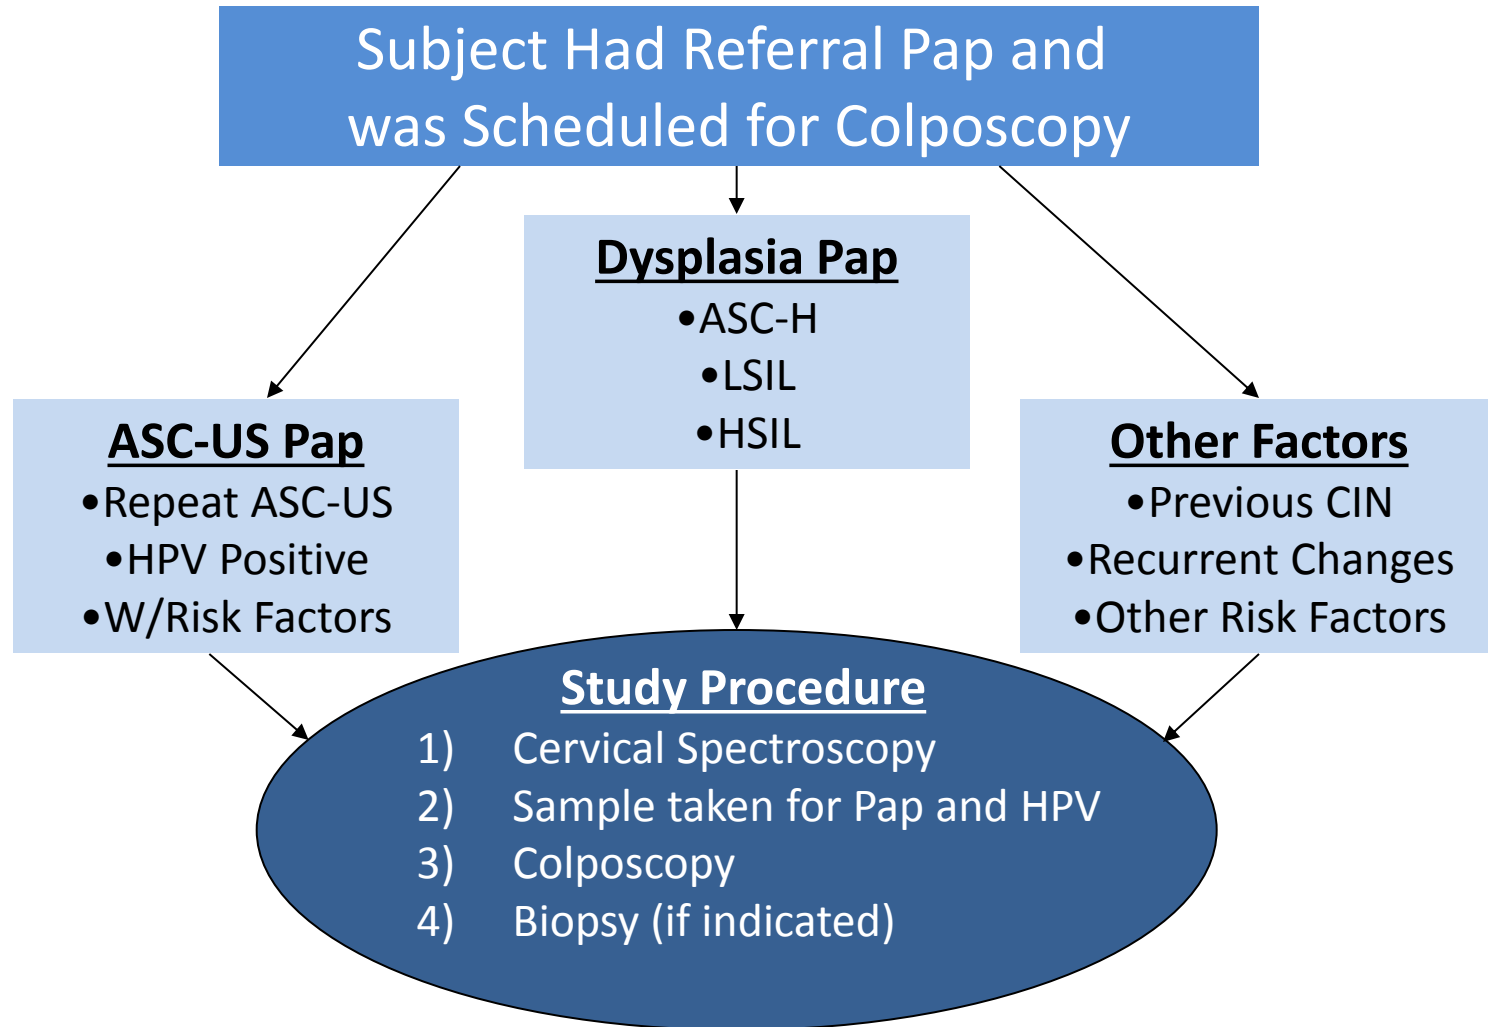 Subject Had Referral Pap and
was Scheduled for Colposcopy
Dysplasia Pap
•ASC-H
•LSIL
•HSIL
ASC-US Pap
•Repeat ASC-US
•HPV Positive
•W/Risk Factors
Other Factors
•Previous CIN
•Recurrent Changes
•Other Risk Factors
Study Procedure
1) Cervical Spectroscopy
2) Sample taken for Pap and HPV
3) Colposcopy
4) Biopsy (if indicated)